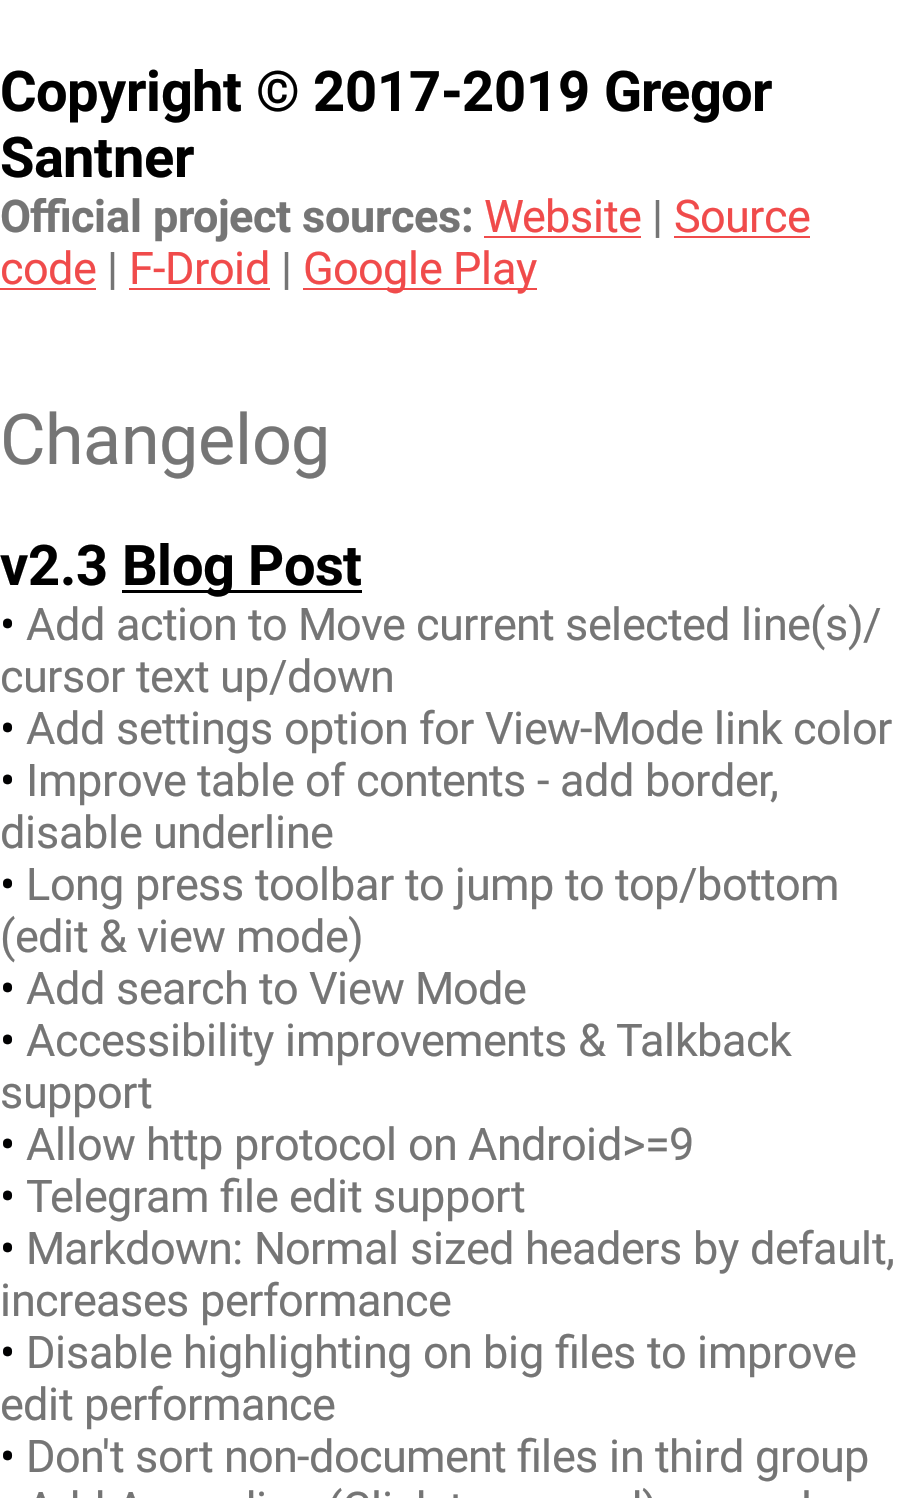 Copyright © 2017-2019 Gregor
Santner
Official project sources: Website | Source
code | F-Droid | Google Play
Changelog
v2.3 Blog Post
• Add action to Move current selected line(s)/
cursor text up/down
• Add settings option for View-Mode link color
• Improve table of contents - add border,
disable underline
• Long press toolbar to jump to top/bottom
(edit & view mode)
• Add search to View Mode
• Accessibility improvements & Talkback
support
• Allow http protocol on Android>=9
• Telegram file edit support
• Markdown: Normal sized headers by default,
increases performance
• Disable highlighting on big files to improve
edit performance
• Don't sort non-document files in third group